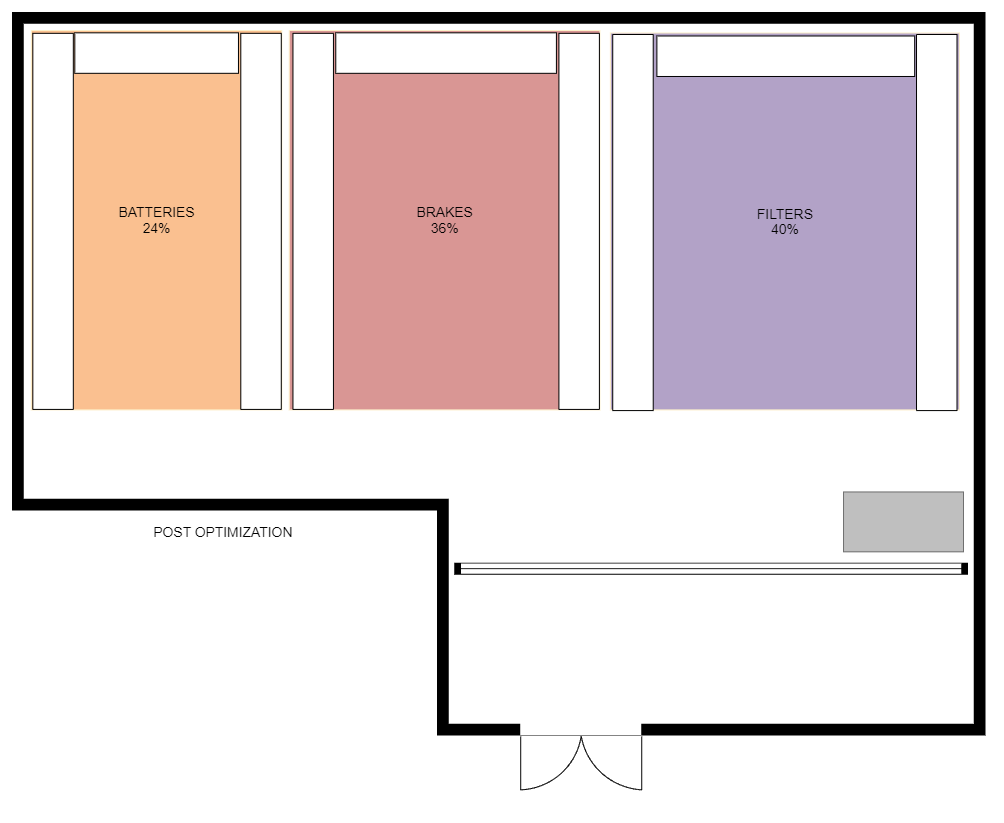 BATTERIES
24%
BRAKES
36%
FILTERS
40%
POST OPTIMIZATION